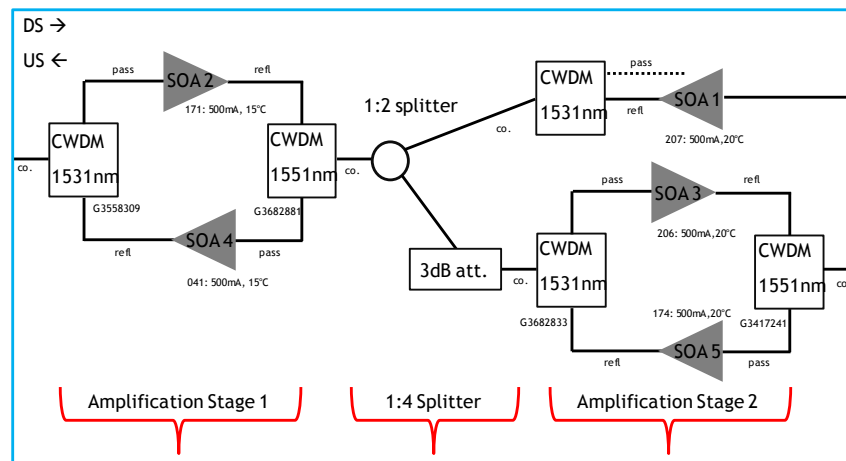 DS →
US ←
pass
SOA 2
refl
171: 500mA, 15°C
CWDM
1531nm
co.
G3558309
CWDM
1551nm
co.
G3682881
SOA 4
refl
pass
041: 500mA, 15°C
1:2 splitter
co.
3dB att.
co.
CWDM
1531nm
pass
refl
SOA 1
207: 500mA,20°C
pass
SOA 3
refl
206: 500mA,20°C
CWDM
1531nm
G3682833
CWDM
1551nm
G3417241
174: 500mA,20°C
SOA 5
refl
pass
Amplification Stage 1
1:4 Splitter
Amplification Stage 2